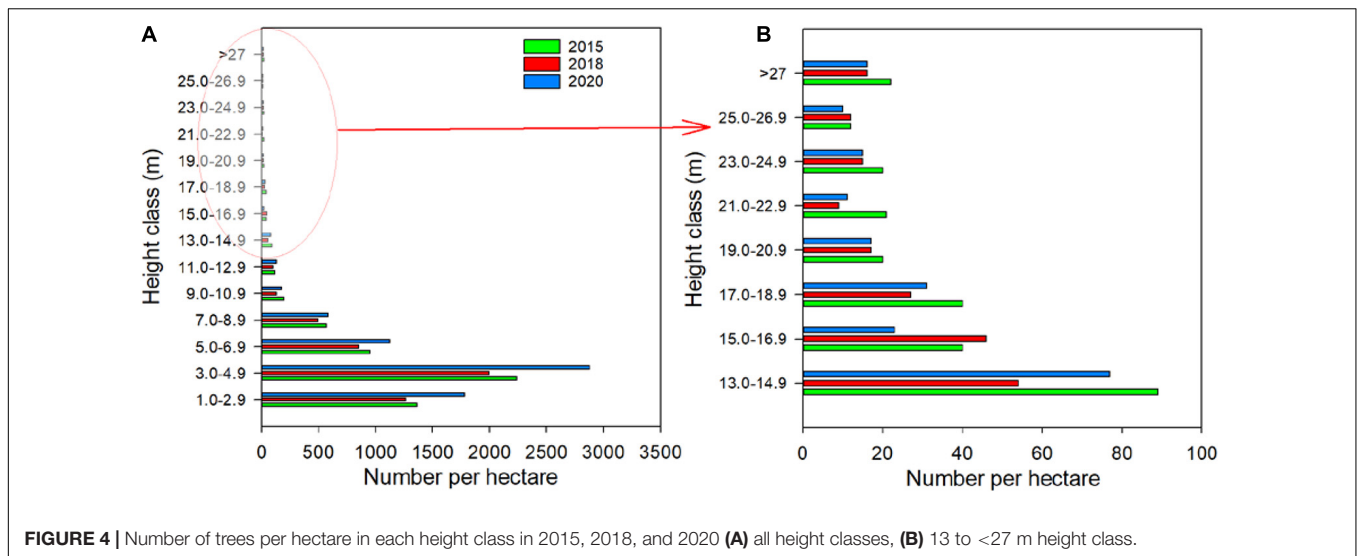 A
Height class (m)
>27
25.0-26.9
23.0-24.9
21.0-22.9
19.0-20.9
17.0-18.9
15.0-16.9
13.0-14.9
11.0-12.9
9.0-10.9
7.0-8.9
5.0-6.9
3.0-4.9
1.0-2.9
2015
2018
2020
0 500 1000 1500 2000 2500 3000 3500
Number per hectare
B
Height class (m)
>27
25.0-26.9
23.0-24.9
21.0-22.9
19.0-20.9
17.0-18.9
15.0-16.9
13.0-14.9
0 20 40 60 80 100
Number per hectare
FIGURE 4 | Number of trees per hectare in each height class in 2015, 2018, and 2020 (A) all height classes, (B) 13 to <27 m height class.